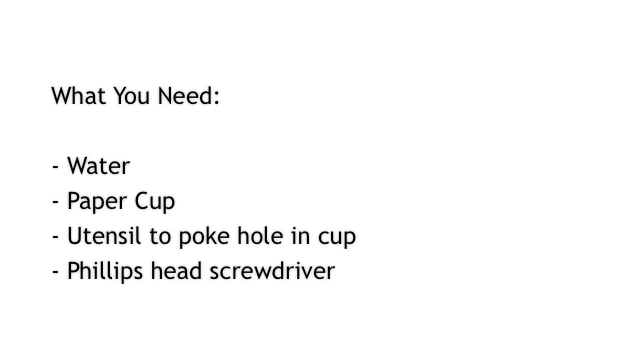 What You Need:
- Water
- Paper Cup
- Utensil to poke hole in cup
- Phillips head screwdriver